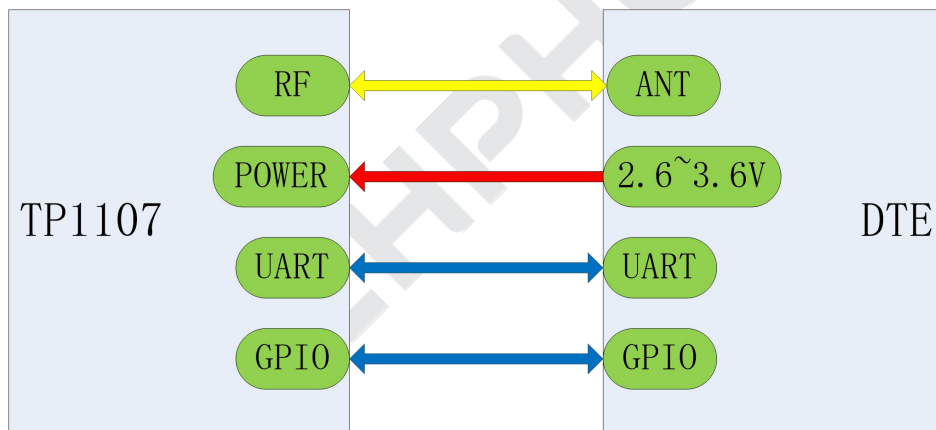 RF
ANT
POWER
2.6~3.6V
TP1107
DTE
UART
UART
GPIO
GPIO